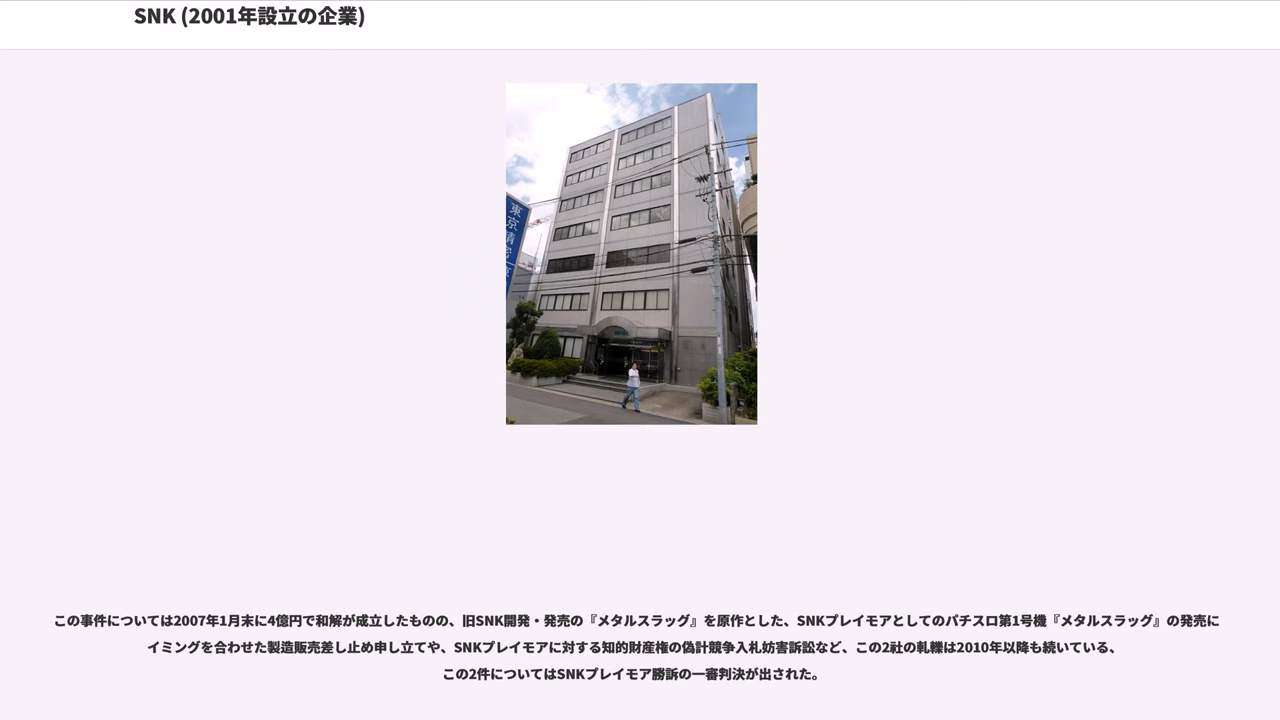 SNK (2001年設立の企業)
東京精密
この事件については2007年1月末に4億円で和解が成立したものの、旧SNK開発・発売の『メタルスラッグ』を原作とした、SNKプレイモアとしてのパチスロ第1号機『メタルスラッグ』の発売に
イミングを合わせた製造販売差し止め申し立てや、SNKプレイモアに対する知的財産権の偽計競争入札妨害訴訟など、この2社の軋轢は2010年以降も続いている、
この2件についてはSNKプレイモア勝訴の一審判決が出された。